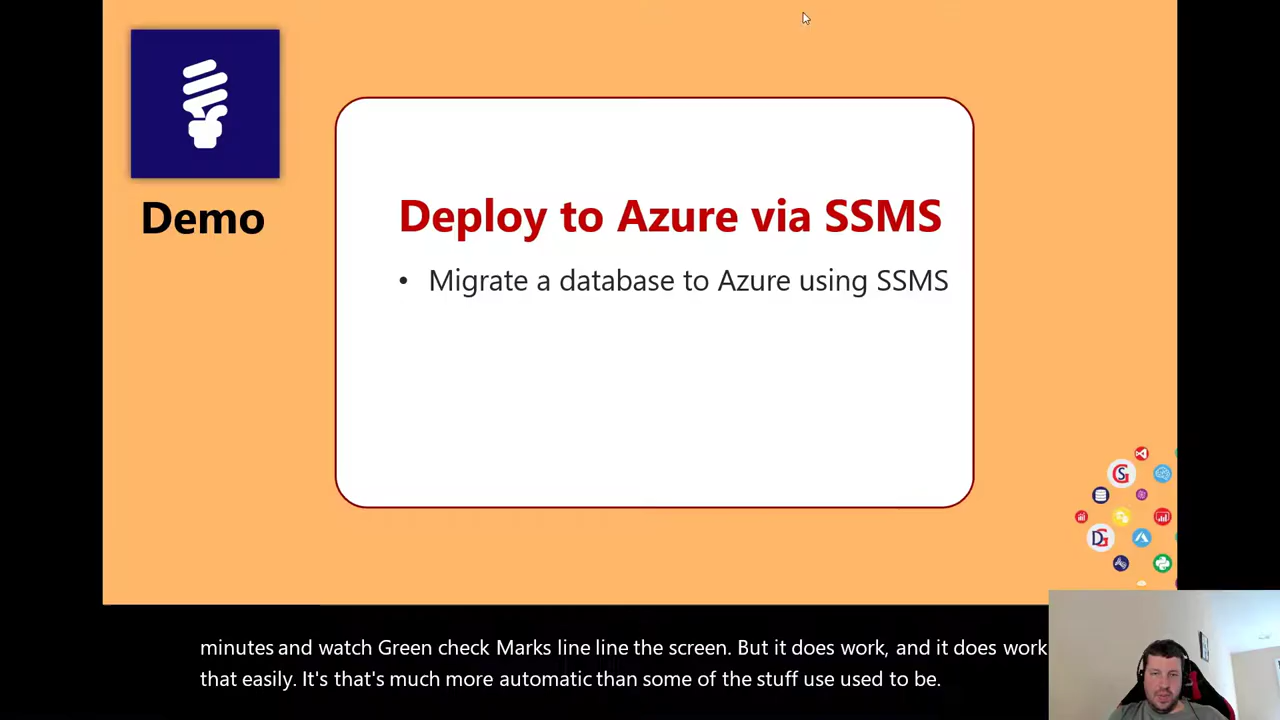 Demo
Deploy to Azure via SSMS
• Migrate a database to Azure using SSMS
minutes and watch Green check Marks line line the screen. But it does work, and it does work
that easily. It's that's much more automatic than some of the stuff use used to be.